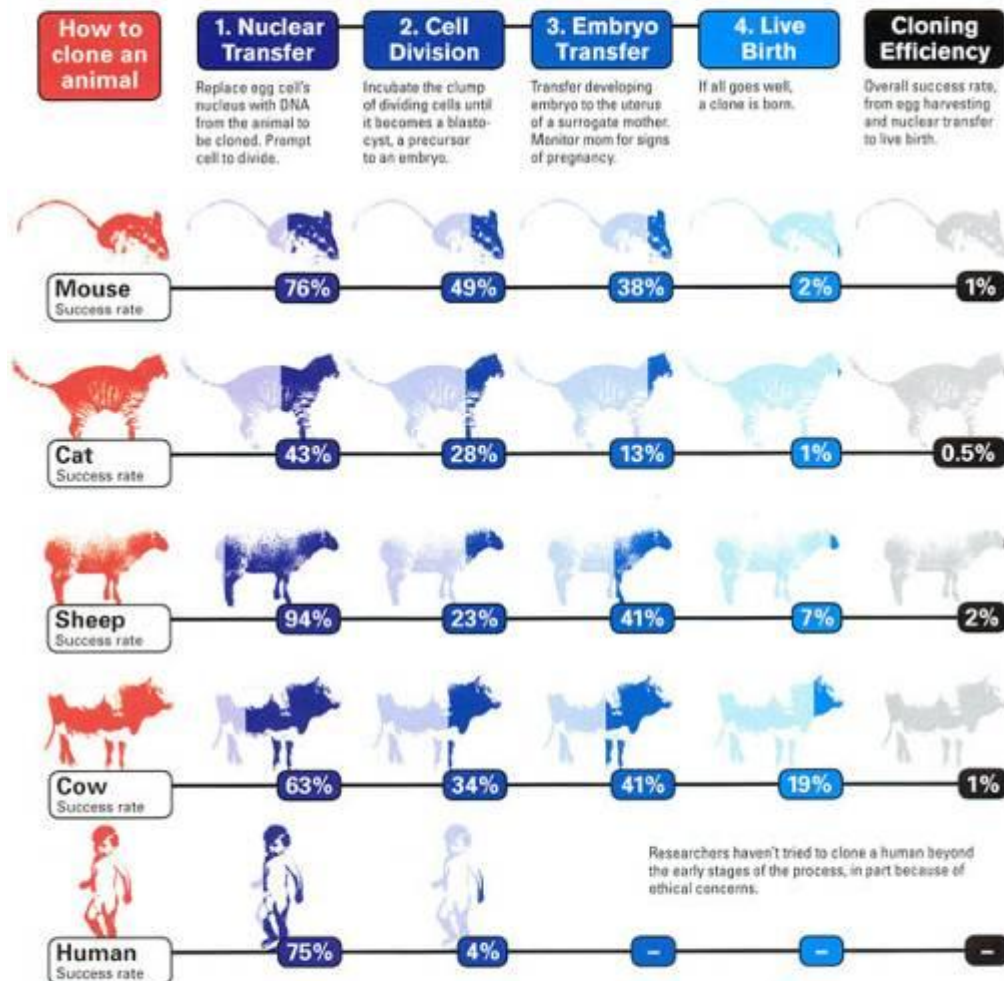 How to
clone an
animal
1. Nuclear
Transfer
Replace egg cell's
nucleus with DNA
from the animal to
be cloned. Prompt
cell to divide.
2. Cell
Division
Incubate the clump
of dividing cells until
it becomes a blasto-
cyst, a precursor
to an embryo.
3. Embryo
Transfer
Transfer developing
embryo to the uterus
of a surrogate mother.
Monitor mom for signs
of pregnancy.
4. Live
Birth
If all goes well,
a clone is born.
Cloning
Efficiency
Overall success rate,
from egg harvesting
and nuclear transfer
to live birth.
Mouse
Success rate
76%
49%
38%
2%
1%
Cat
Success rate
43%
28%
13%
1%
0.5%
Sheep
Success rate
94%
23%
41%
7%
2%
Cow
Success rate
63%
34%
41%
19%
1%
Researchers haven't tried to clone a human beyond
the early stages of the process, in part because of
ethical concerns.
Human
Success rate
75%
4%
–
–
–